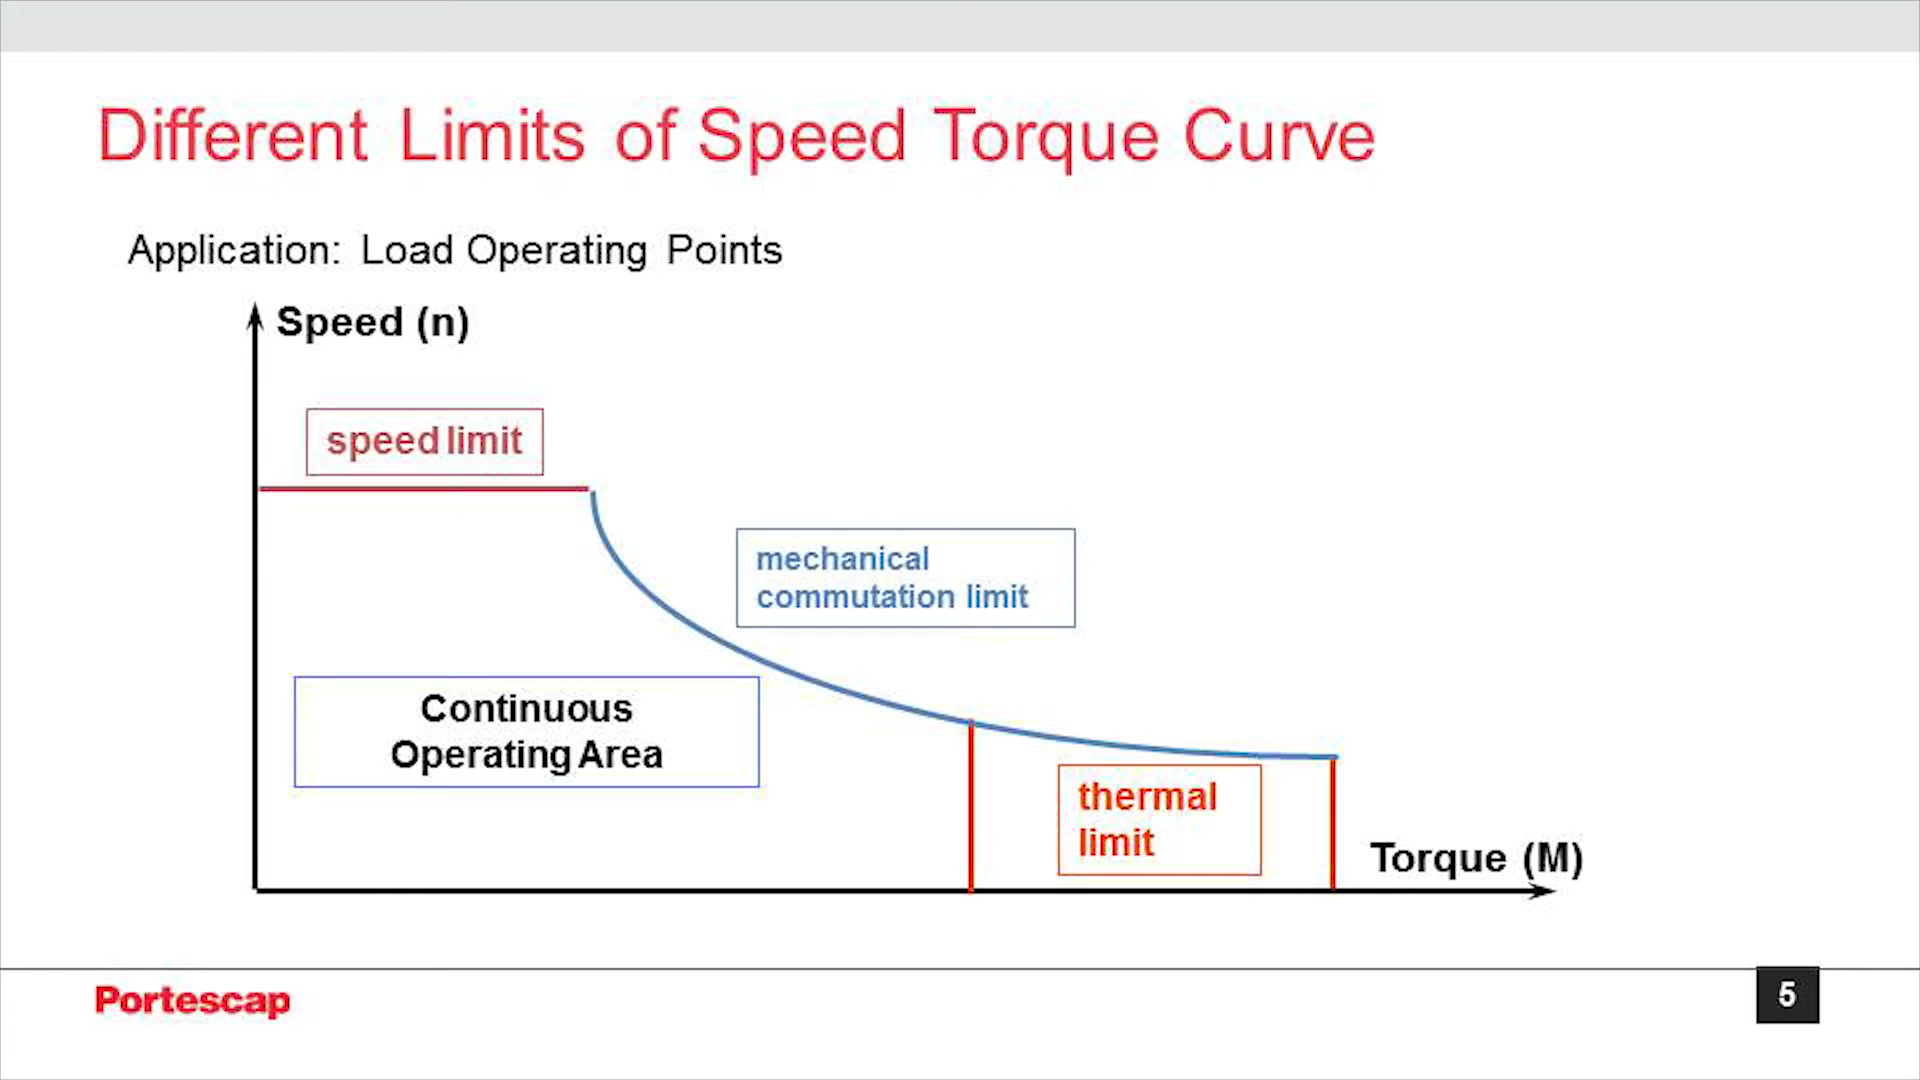 Different Limits of Speed Torque Curve
Application: Load Operating Points
Speed (n)
speed limit
mechanical
commutation limit
Continuous
Operating Area
thermal
limit
Torque (M)
Portescap
5